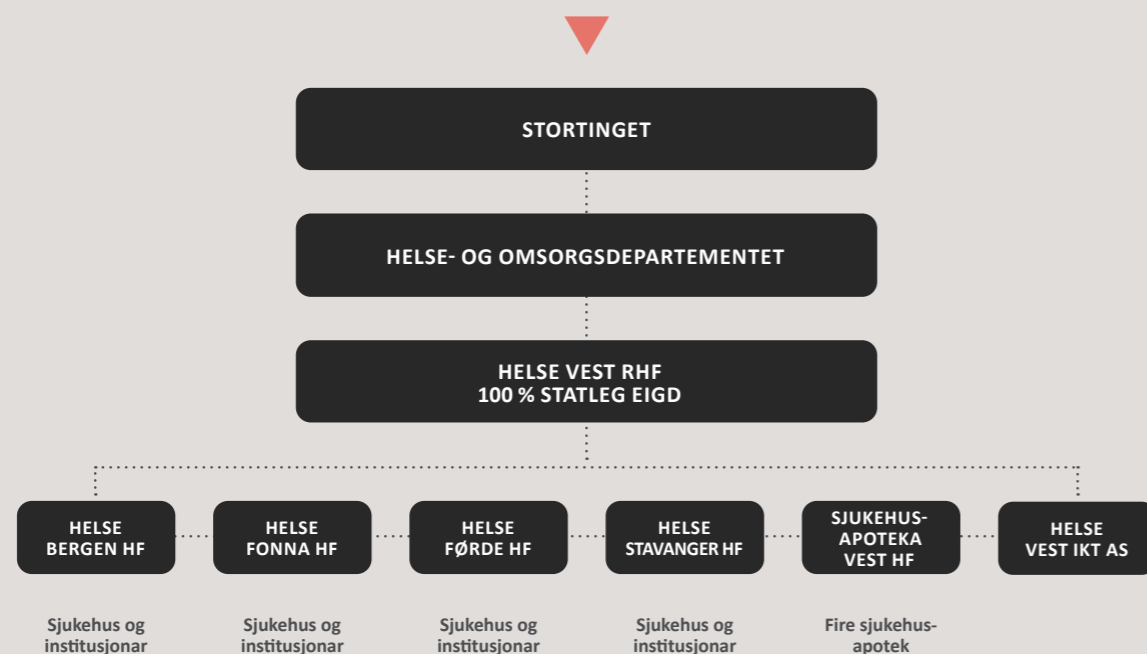 STORTINGET
HELSE- OG OMSORGSDEPARTEMENTET
HELSE VEST RHF
100 % STATLEG EIGD
HELSE
BERGEN HF
HELSE
FONNA HF
HELSE
FØRDE HF
HELSE
STAVANGER HF
SJUKEHUS-
APOTEKA
VEST HF
HELSE
VEST IKT AS
Sjukehus og
institusjonar
Sjukehus og
institusjonar
Sjukehus og
institusjonar
Sjukehus og
institusjonar
Fire sjukehus-
apotek